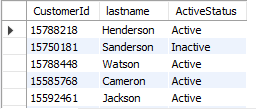 CustomerId lastname ActiveStatus
15788218 Henderson Active
15750181 Sanderson Inactive
15788448 Watson Active
15585768 Cameron Active
15592461 Jackson Active